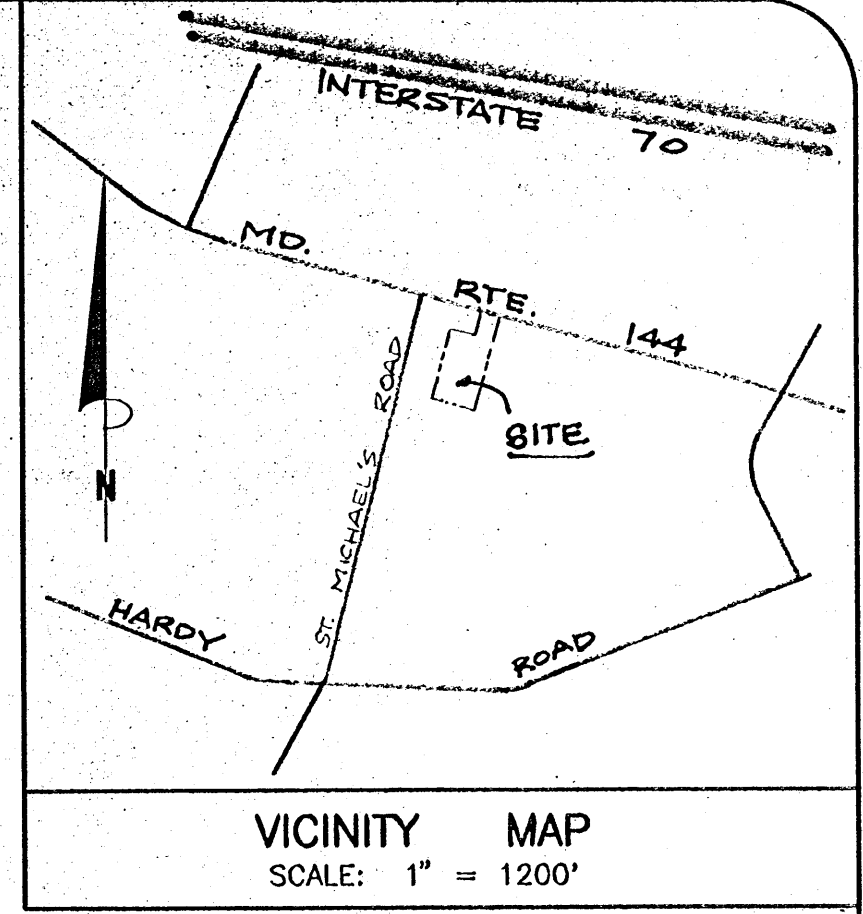 INTERSTATE 70
MD. RTE. 144
ST. MICHAEL'S ROAD
SITE
N
HARDY ROAD
VICINITY MAP
SCALE: 1" = 1200'